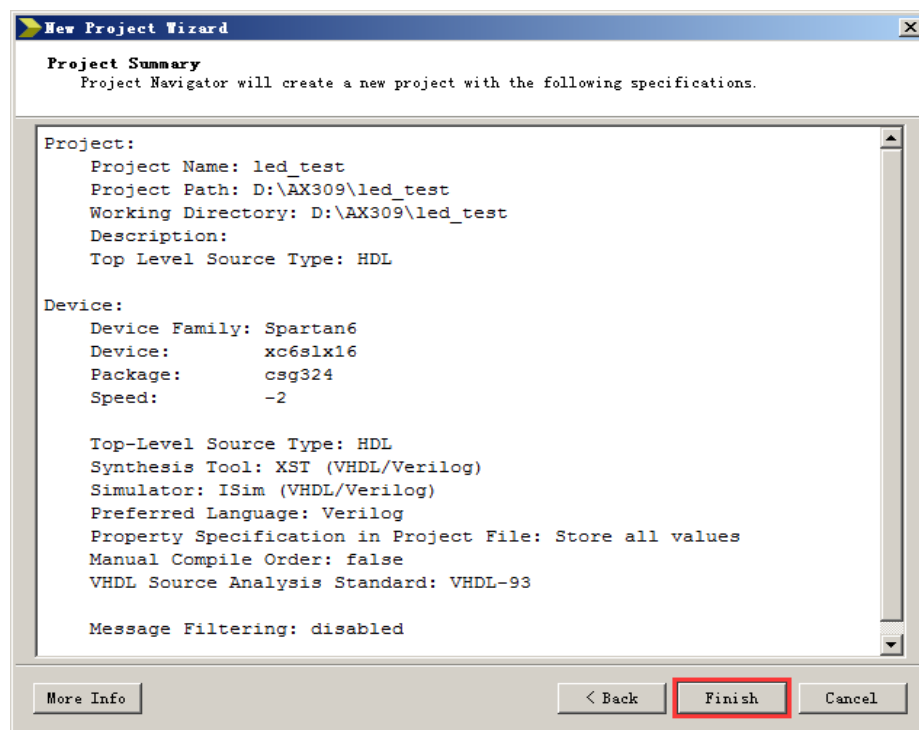 New Project Wizard
Project Summary
Project Navigator will create a new project with the following specifications.
Project:
Project Name: led_test
Project Path: D:\AX309\led_test
Working Directory: D:\AX309\led_test
Description:
Top Level Source Type: HDL
Device:
Device Family: Spartan6
Device: xc6slx16
Package: csg324
Speed: -2
Top-Level Source Type: HDL
Synthesis Tool: XST (VHDL/Verilog)
Simulator: ISim (VHDL/Verilog)
Preferred Language: Verilog
Property Specification in Project File: Store all values
Manual Compile Order: false
VHDL Source Analysis Standard: VHDL-93
Message Filtering: disabled
More Info < Back Finish Cancel